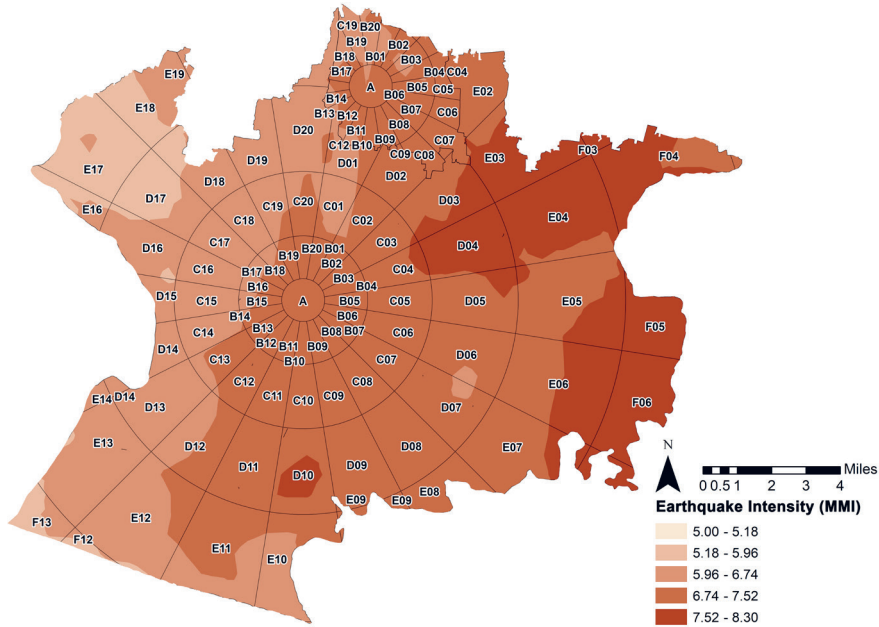 C19 B20
B19 B02
B18 B01 B03
B17 B04 C04
E19 A B05 C05 E02
B06
E18 B14 B07 C06
B13 B12 B08
D20 B11 B09 C07
C12 B10 C09 C08 E03 F03 F04
D19 D01
E17 D02
D18
D17 C19 C20 C01 D03
E16 C18 C02 E04
C17 B19 B20 B01 C03 D04
D16 B02
C16 B17 B18 B03 C04
B16 B04
D15 C15 B15 A B05 C05 D05 E05
B14 B06
C14 B13 B08 B07 C06 F05
D14 B12 B11 B09
C13 B10 C07 D06
C12 C08 E06
E14 D14 C11 C10 C09 F06
D13 D07
E13 D12 D08 E07
D11 D10 D09
E09 E09 E08
F13 E12
F12 E11 E10
N
Miles
0 0.5 1 2 3 4
Earthquake Intensity (MMI)
5.00 - 5.18
5.18 - 5.96
5.96 - 6.74
6.74 - 7.52
7.52 - 8.30